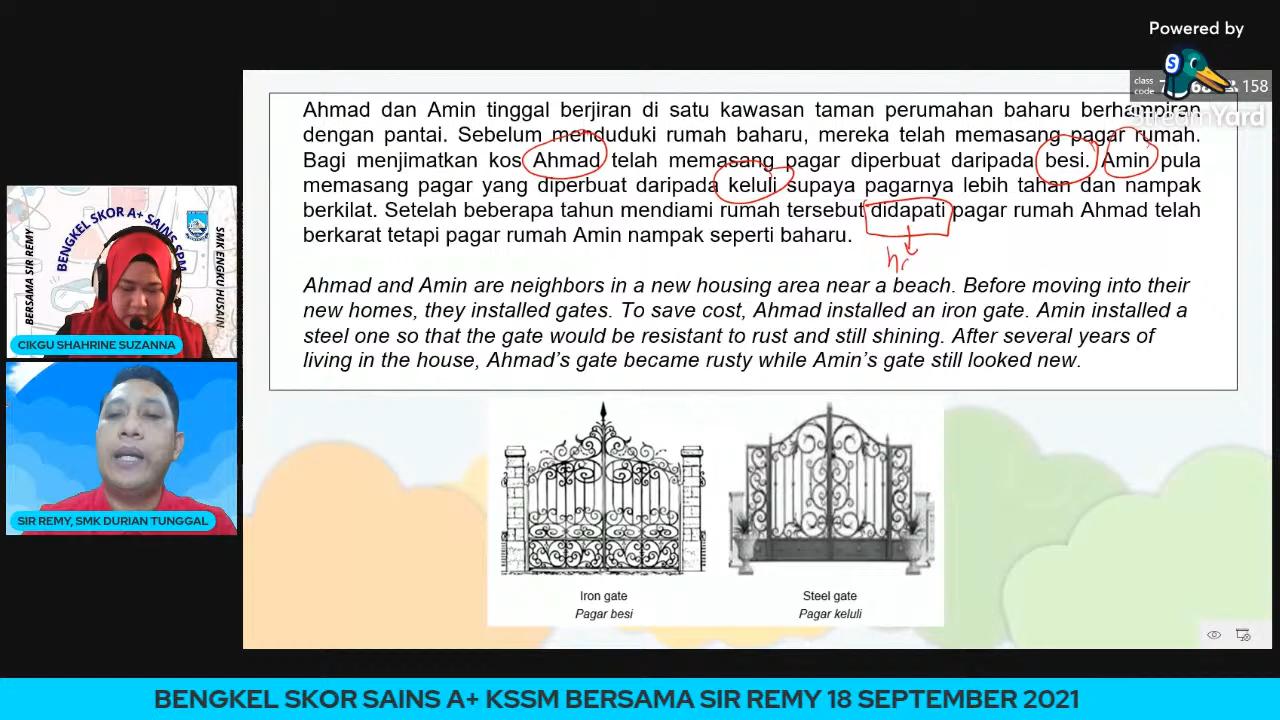 Powered by
StreamYard
class
code
158
Ahmad dan Amin tinggal berjiran di satu kawasan taman perumahan baharu berhampiran
dengan pantai. Sebelum menduduki rumah baharu, mereka telah memasang pagar rumah.
Bagi menjimatkan kos Ahmad telah memasang pagar diperbuat daripada besi. Amin pula
memasang pagar yang diperbuat daripada keluli supaya pagarnya lebih tahan dan nampak
berkilat. Setelah beberapa tahun mendiami rumah tersebut didapati pagar rumah Ahmad telah
berkarat tetapi pagar rumah Amin nampak seperti baharu.
hr
Ahmad and Amin are neighbors in a new housing area near a beach. Before moving into their
new homes, they installed gates. To save cost, Ahmad installed an iron gate. Amin installed a
steel one so that the gate would be resistant to rust and still shining. After several years of
living in the house, Ahmad's gate became rusty while Amin's gate still looked new.
Iron gate
Pagar besi
Steel gate
Pagar keluli
BENGKEL SKOR A+ SAINS SPM
BERSAMA SIR REMY
SMK ENGKU HUSAIN
CIKGU SHAHRINE SUZANNA
SIR REMY, SMK DURIAN TUNGGAL
BENGKEL SKOR SAINS A+ KSSM BERSAMA SIR REMY 18 SEPTEMBER 2021